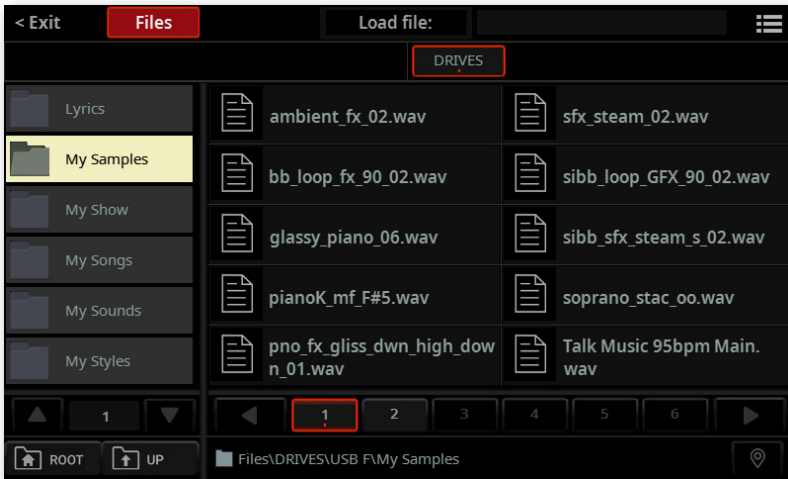 < Exit Files Load file:
DRIVES
Lyrics
My Samples
My Show
My Songs
My Sounds
My Styles
ambient_fx_02.wav
bb_loop_fx_90_02.wav
glassy_piano_06.wav
pianoK_mf_F#5.wav
pno_fx_gliss_dwn_high_dow
n_01.wav
sfx_steam_02.wav
sibb_loop_GFX_90_02.wav
sibb_sfx_steam_s_02.wav
soprano_stac_oo.wav
Talk Music 95bpm Main.
wav
1
1 2 3 4 5 6
ROOT UP
Files\DRIVES\USB F\My Samples